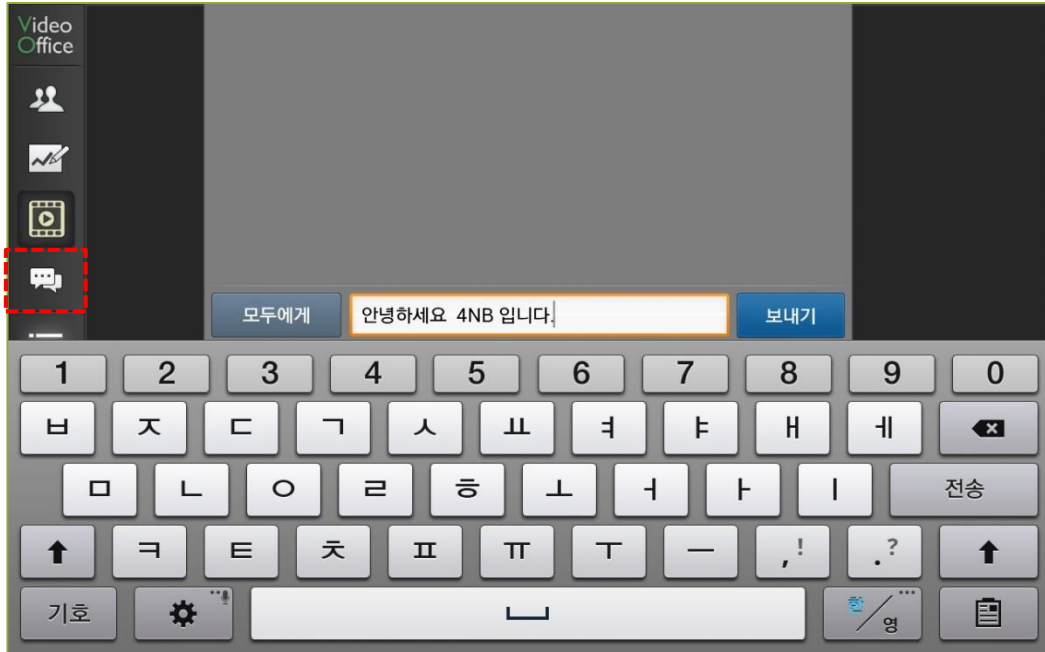 Video
Office
모두에게 안녕하세요 4NB 입니다. 보내기
1 2 3 4 5 6 7 8 9 0
ㅂ ㅈ ㄷ ㄱ ㅅ ㅛ ㅕ ㅑ ㅐ ㅔ
ㅁ ㄴ ㅇ ㄹ ㅎ ㅗ ㅓ ㅏ ㅣ 전송
ㅋ ㅌ ㅊ ㅍ ㅠ ㅜ ㅡ , ! . ?
기호 한/영